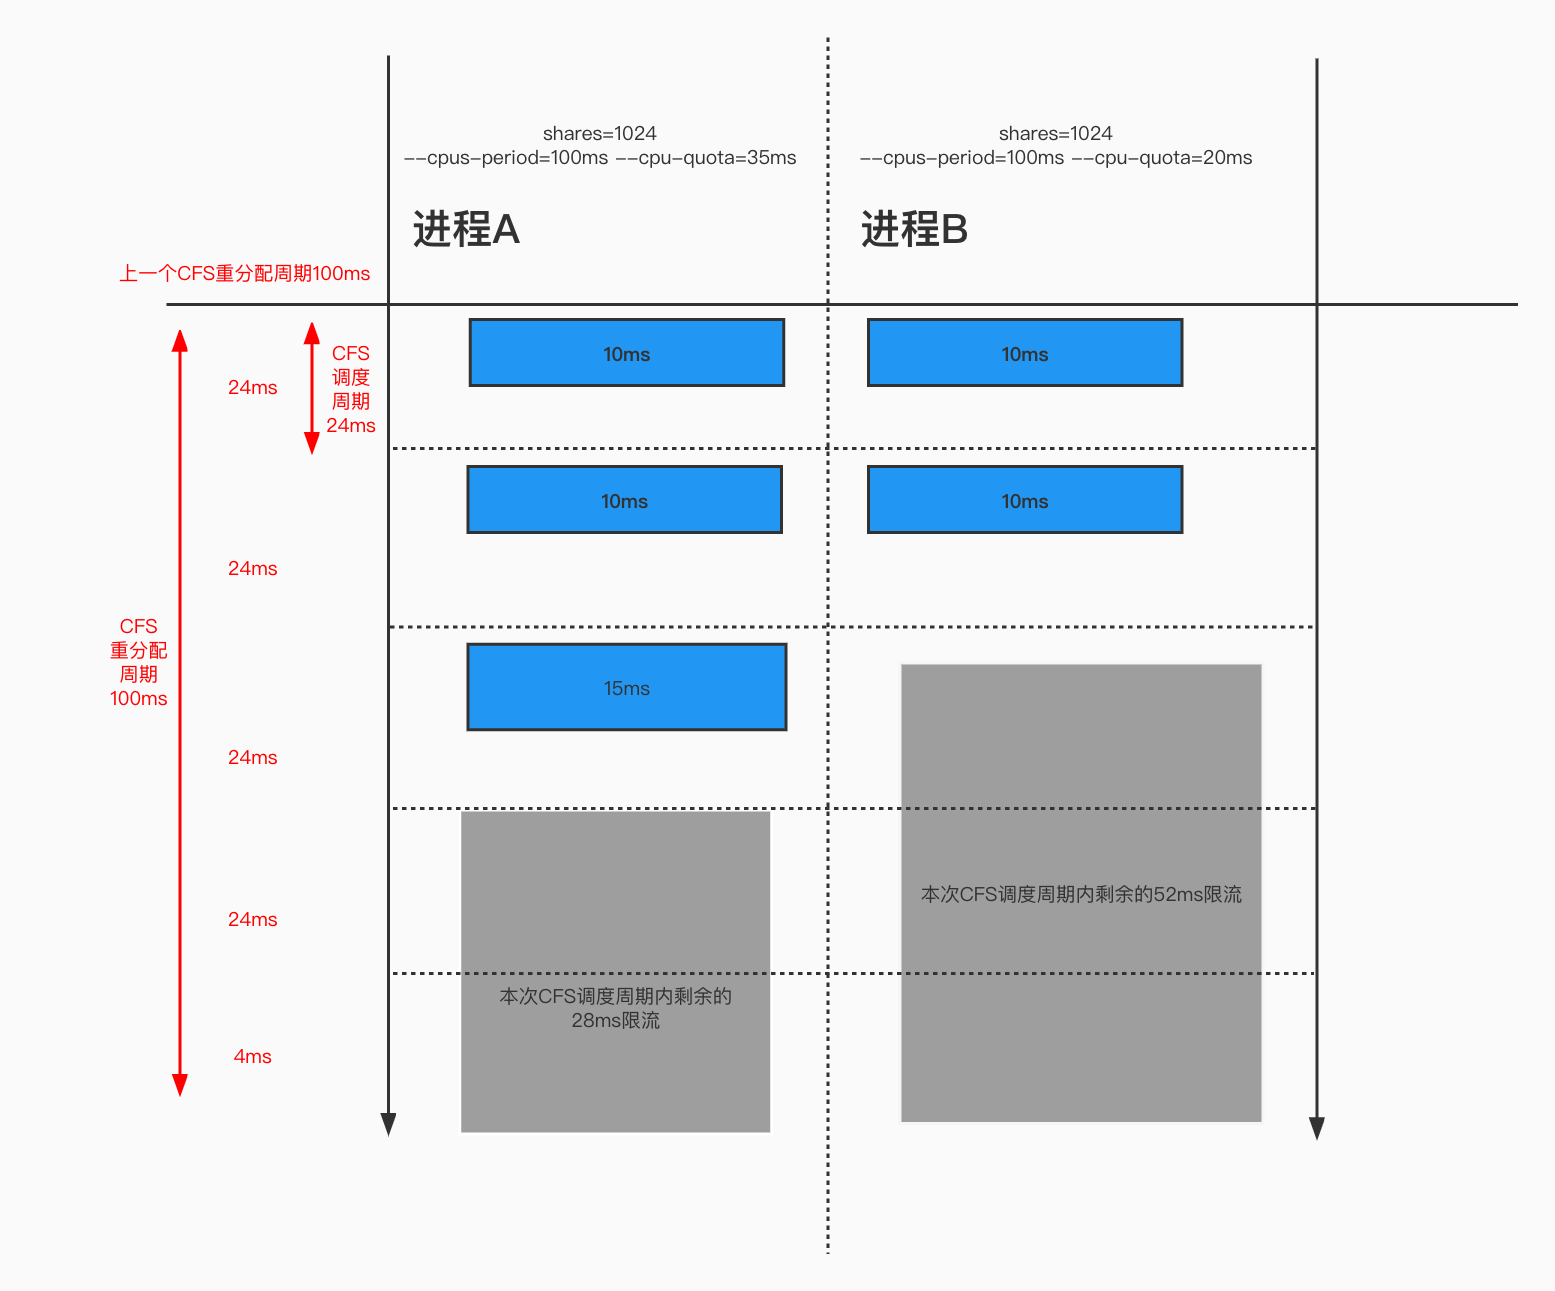 shares=1024
--cpus-period=100ms --cpu-quota=35ms
shares=1024
--cpus-period=100ms --cpu-quota=20ms
进程A
进程B
上一个CFS重分配周期100ms
10ms
10ms
CFS
调度
周期
24ms
24ms
10ms
10ms
24ms
CFS
重分配
周期
100ms
15ms
24ms
本次CFS调度周期内剩余的52ms限流
24ms
本次CFS调度周期内剩余的
28ms限流
4ms